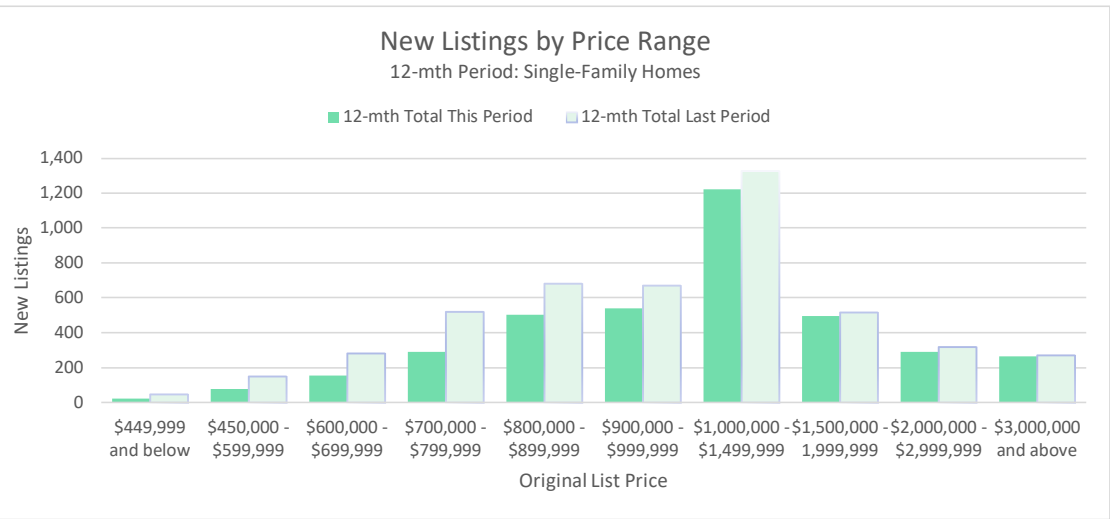 New Listings by Price Range
12-mth Period: Single-Family Homes
12-mth Total This Period 12-mth Total Last Period
1,400
1,200
1,000
800
600
400
200
0
New Listings
$449,999 and below
$450,000 - $599,999
$600,000 - $699,999
$700,000 - $799,999
$800,000 - $899,999
$900,000 - $999,999
$1,000,000 - $1,499,999
$1,500,000 - 1,999,999
$2,000,000 - $2,999,999
$3,000,000 and above
Original List Price